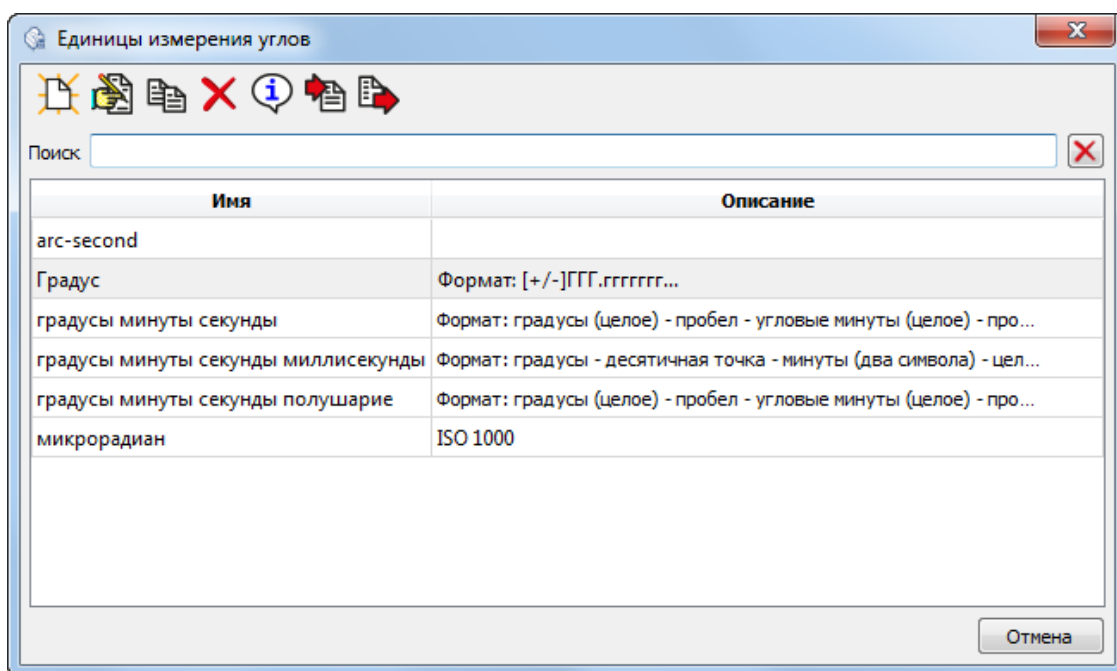 Единицы измерения углов
Поиск
Имя Описание
arc-second
Градус Формат: [+/-]ГГГ.ггггггг...
градусы минуты секунды Формат: градусы (целое) - пробел - угловые минуты (целое) - про...
градусы минуты секунды миллисекунды Формат: градусы - десятичная точка - минуты (два символа) - цел...
градусы минуты секунды полушарие Формат: градусы (целое) - пробел - угловые минуты (целое) - про...
микрорадиан ISO 1000
Отмена